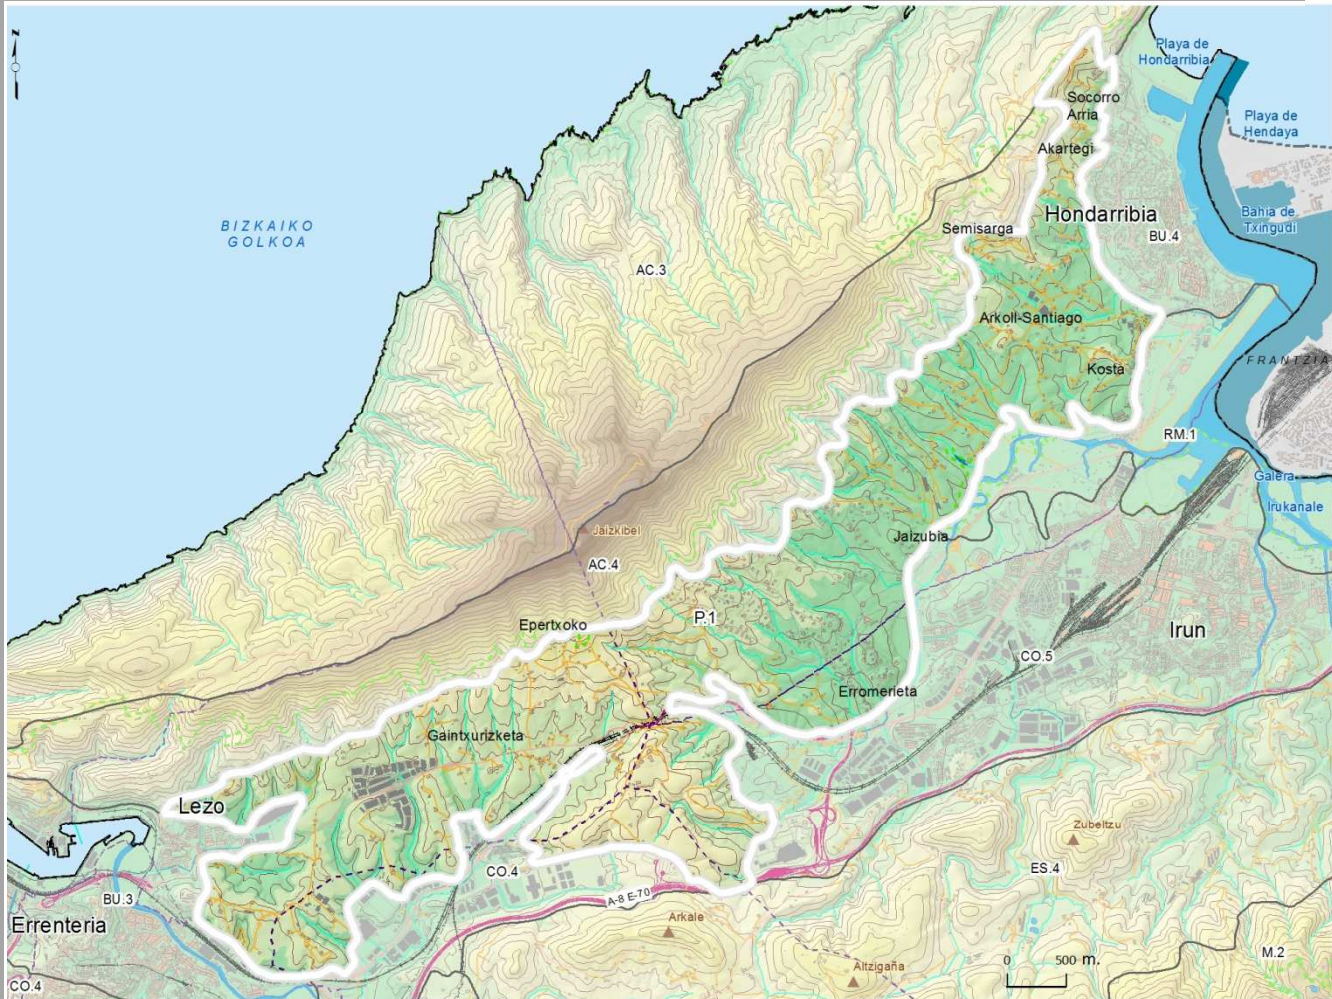 N
Playa de
Hondarribia
Socorro
Arria
Playa de
Hendaya
Akartegi
BIZKAIKO
GOLKOA
Hondarribia
Bahia de
Txingudi
Semisarga
BU.4
AC.3
Arkoll-Santiago
FRANTZIA
Kosta
RM.1
Galera
Irukanale
Jaizkibel
Jaizubia
AC.4
Epertxoko
P.1
Irun
CO.5
Erromerieta
Gaintxurizketa
Lezo
Zubeltzu
CO.4
ES.4
BU.3
A-8 E-70
Errenteria
Arkale
M.2
0 500 m.
Altzigaña
CO.4